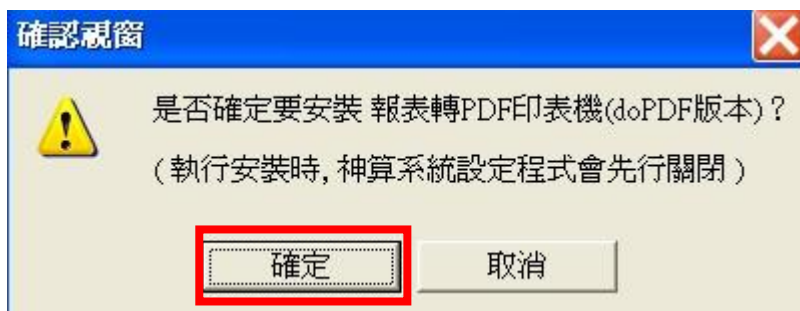 確認視窗
是否確定要安裝 報表轉PDF印表機(doPDF版本)？
(執行安裝時, 神算系統設定程式會先行關閉)
確定
取消